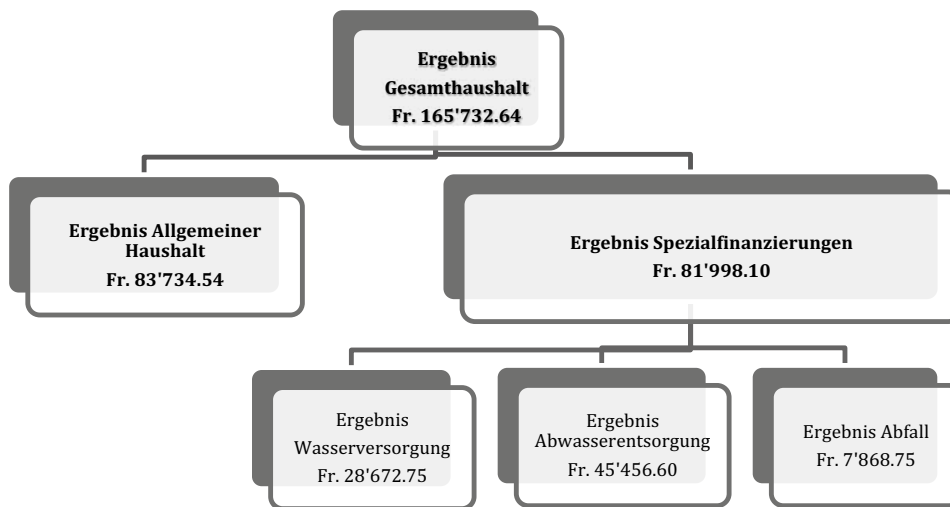 Ergebnis
Gesamthaushalt
Fr. 165'732.64
Ergebnis Allgemeiner
Haushalt
Fr. 83'734.54
Ergebnis Spezialfinanzierungen
Fr. 81'998.10
Ergebnis
Wasserversorgung
Fr. 28'672.75
Ergebnis
Abwasserentsorgung
Fr. 45'456.60
Ergebnis Abfall
Fr. 7'868.75